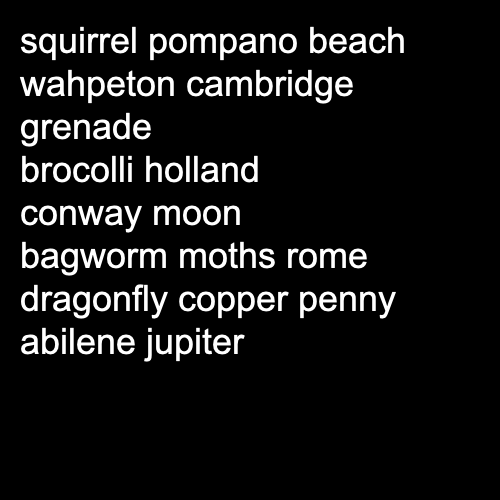 squirrel pompano beach
wahpeton cambridge
grenade
brocolli holland
conway moon
bagworm moths rome
dragonfly copper penny
abilene jupiter